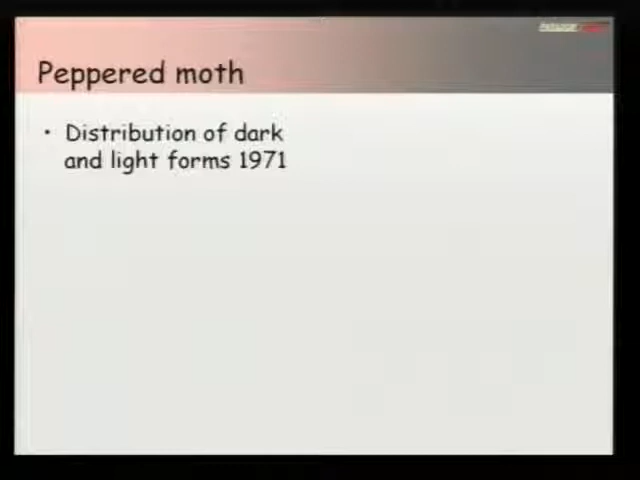 Peppered moth
• Distribution of dark
and light forms 1971